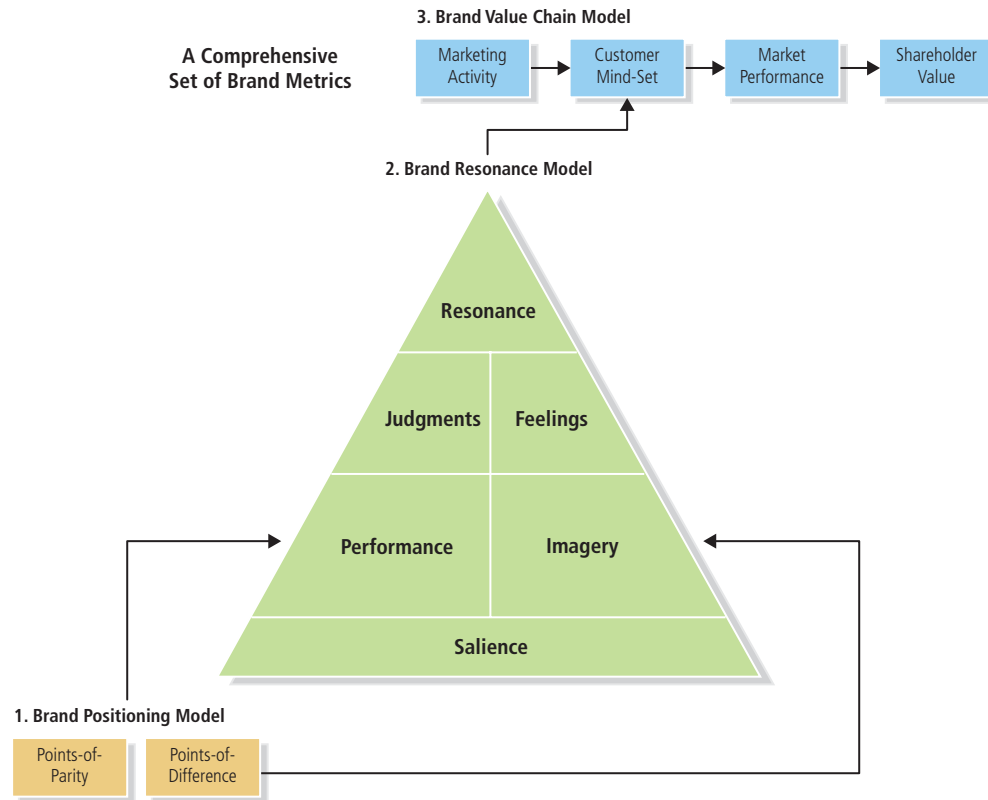 3. Brand Value Chain Model
A Comprehensive
Set of Brand Metrics
Marketing
Activity
Customer
Mind-Set
Market
Performance
Shareholder
Value
2. Brand Resonance Model
Resonance
Judgments
Feelings
Performance
Imagery
Salience
1. Brand Positioning Model
Points-of-
Parity
Points-of-
Difference